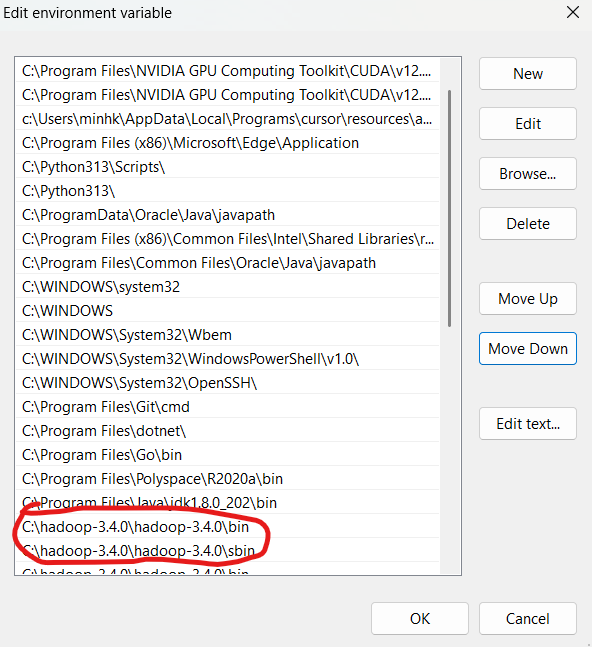 Edit environment variable
C:\Program Files\NVIDIA GPU Computing Toolkit\CUDA\v12....
New
C:\Program Files\NVIDIA GPU Computing Toolkit\CUDA\v12....
c:\Users\minhk\AppData\Local\Programs\cursor\resources\a...
Edit
C:\Program Files (x86)\Microsoft\Edge\Application
C:\Python313\Scripts\
Browse...
C:\Python313\
C:\ProgramData\Oracle\Java\javapath
Delete
C:\Program Files (x86)\Common Files\Intel\Shared Libraries\r...
C:\Program Files\Common Files\Oracle\Java\javapath
C:\WINDOWS\system32
Move Up
C:\WINDOWS
C:\WINDOWS\System32\Wbem
Move Down
C:\WINDOWS\System32\WindowsPowerShell\v1.0\
C:\WINDOWS\System32\OpenSSH\
C:\Program Files\Git\cmd
Edit text...
C:\Program Files\dotnet\
C:\Program Files\Go\bin
C:\Program Files\Polyspace\R2020a\bin
C:\Program Files\Java\jdk1.8.0_202\bin
C:\hadoop-3.4.0\hadoop-3.4.0\bin
C:\hadoop-3.4.0\hadoop-3.4.0\sbin
C:\hadoop-3.4.0\hadoop-3.4.0\bin
OK
Cancel